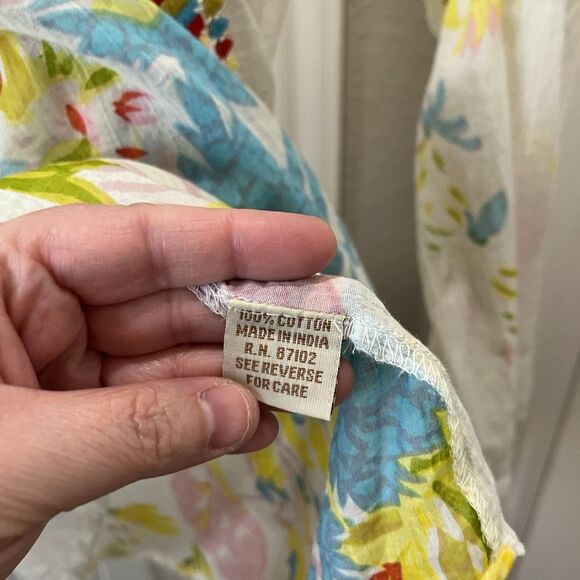 100% COTTON
MADE IN INDIA
R.N. 87102
SEE REVERSE
FOR CARE